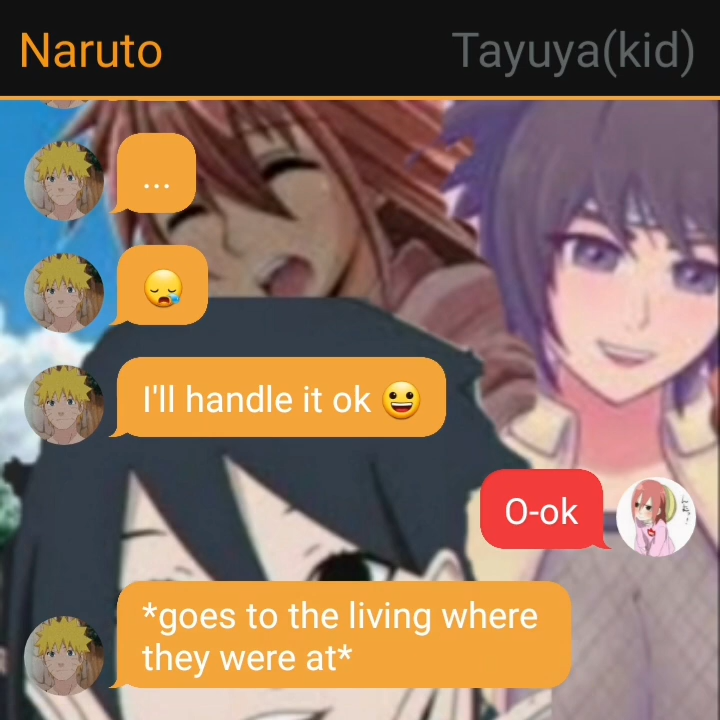 Naruto
Tayuya(kid)
...
😪
I'll handle it ok 😀
O-ok
*goes to the living where
they were at*